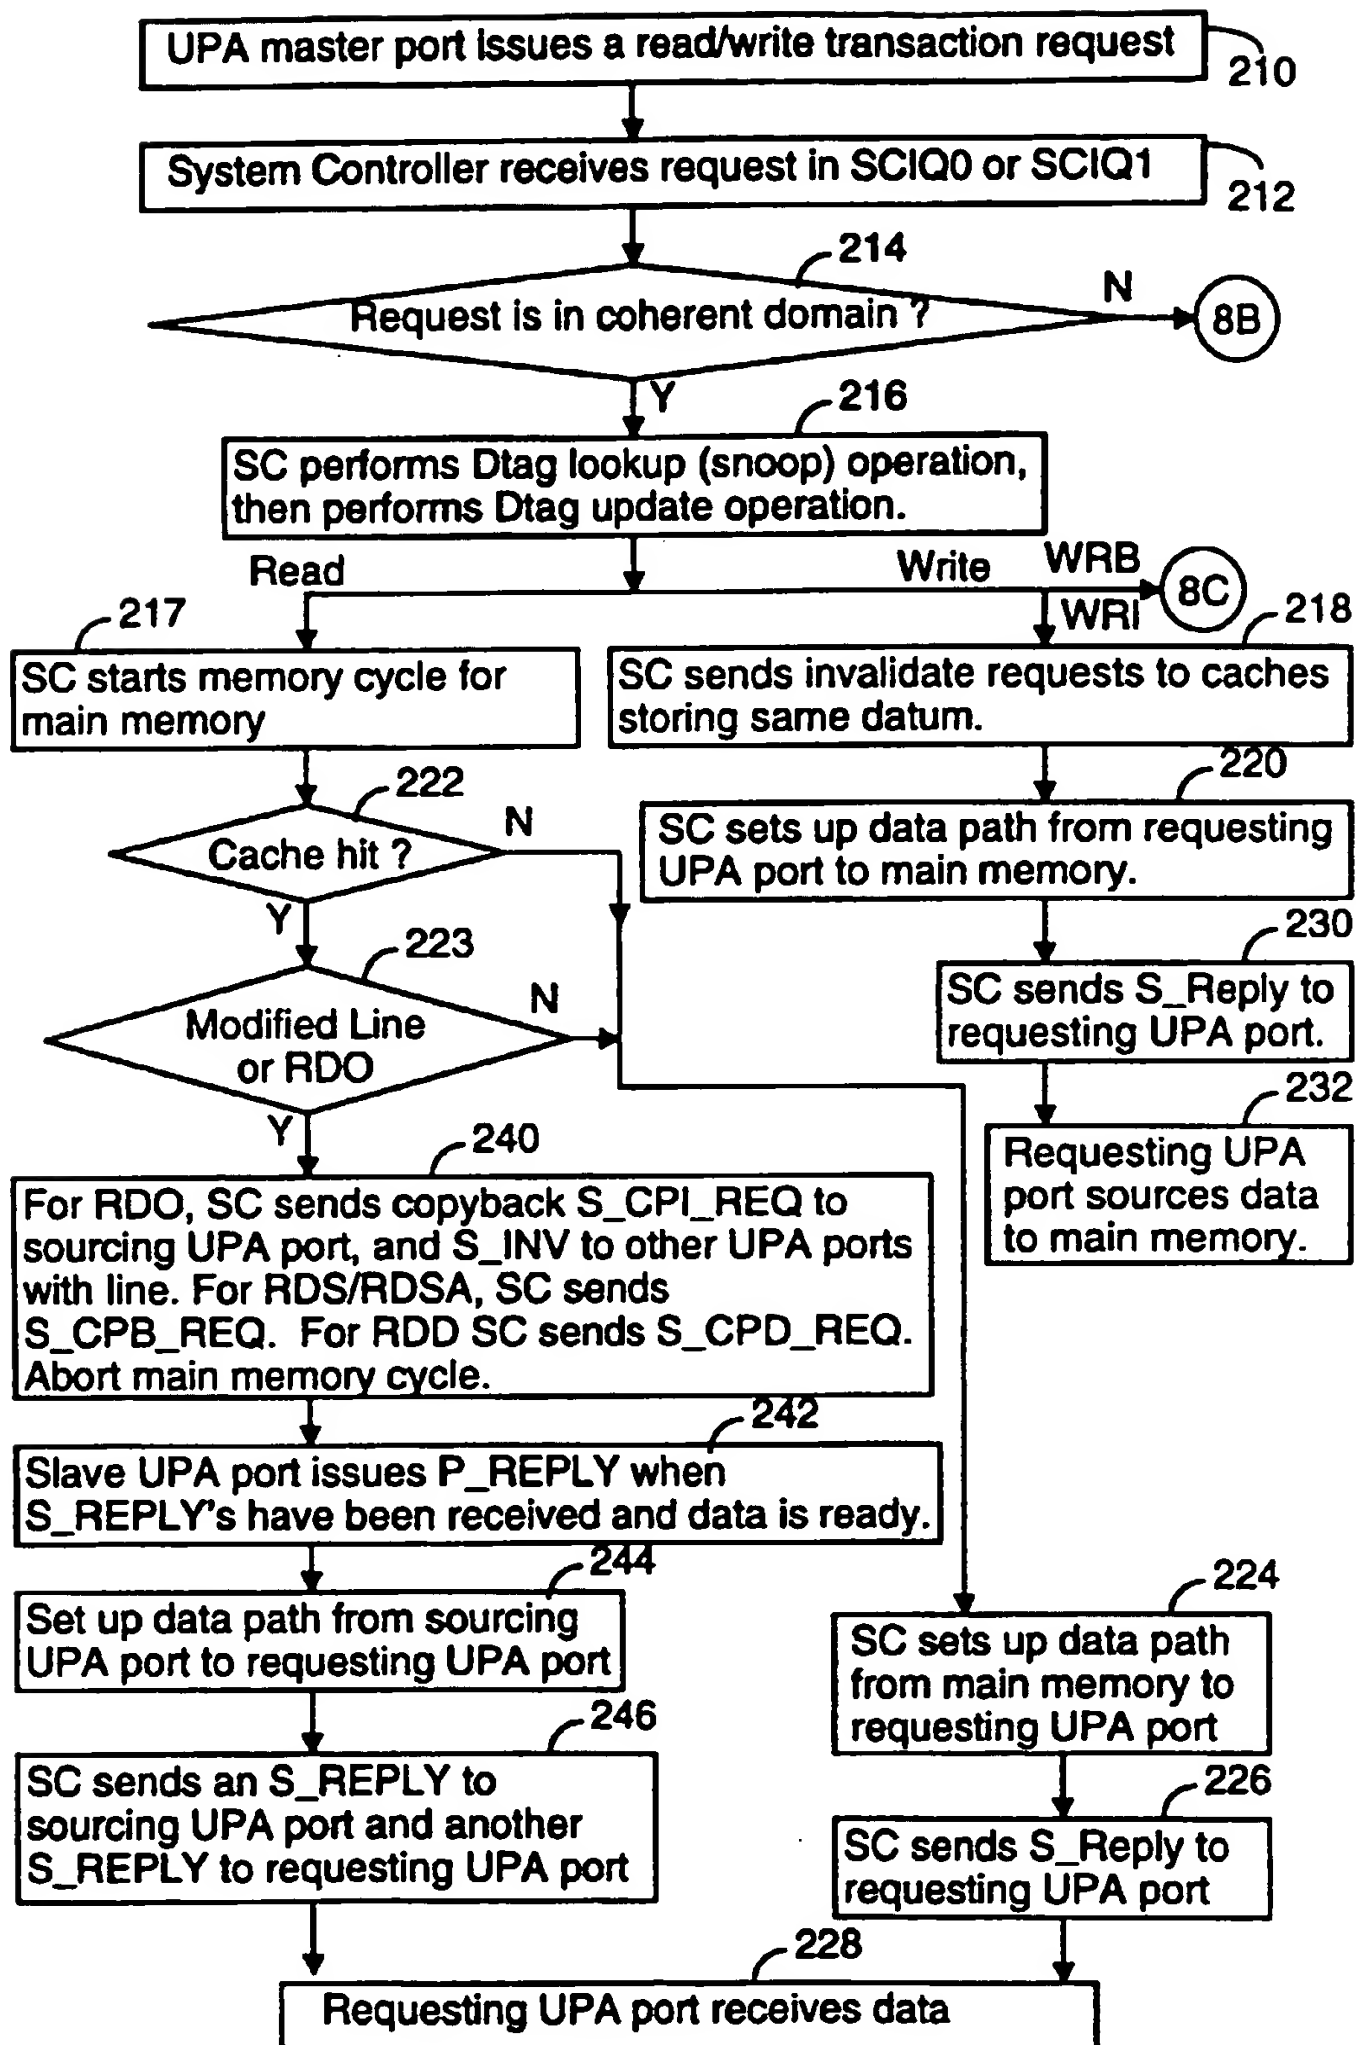 UPA master port issues a read/write transaction request
210
System Controller receives request in SCIQ0 or SCIQ1
212
214
Request is in coherent domain ?
N
8B
Y
216
SC performs Dtag lookup (snoop) operation,
then performs Dtag update operation.
Read
Write
WRB
8C
WRI
217
SC starts memory cycle for
main memory
218
SC sends invalidate requests to caches
storing same datum.
222
Cache hit ?
N
Y
220
SC sets up data path from requesting
UPA port to main memory.
223
Modified Line
or RDO
N
Y
230
SC sends S_Reply to
requesting UPA port.
232
Requesting UPA
port sources data
to main memory.
240
For RDO, SC sends copyback S_CPI_REQ to
sourcing UPA port, and S_INV to other UPA ports
with line. For RDS/RDSA, SC sends
S_CPB_REQ. For RDD SC sends S_CPD_REQ.
Abort main memory cycle.
242
Slave UPA port issues P_REPLY when
S_REPLY's have been received and data is ready.
244
Set up data path from sourcing
UPA port to requesting UPA port
224
SC sets up data path
from main memory to
requesting UPA port
246
SC sends an S_REPLY to
sourcing UPA port and another
S_REPLY to requesting UPA port
226
SC sends S_Reply to
requesting UPA port
228
Requesting UPA port receives data